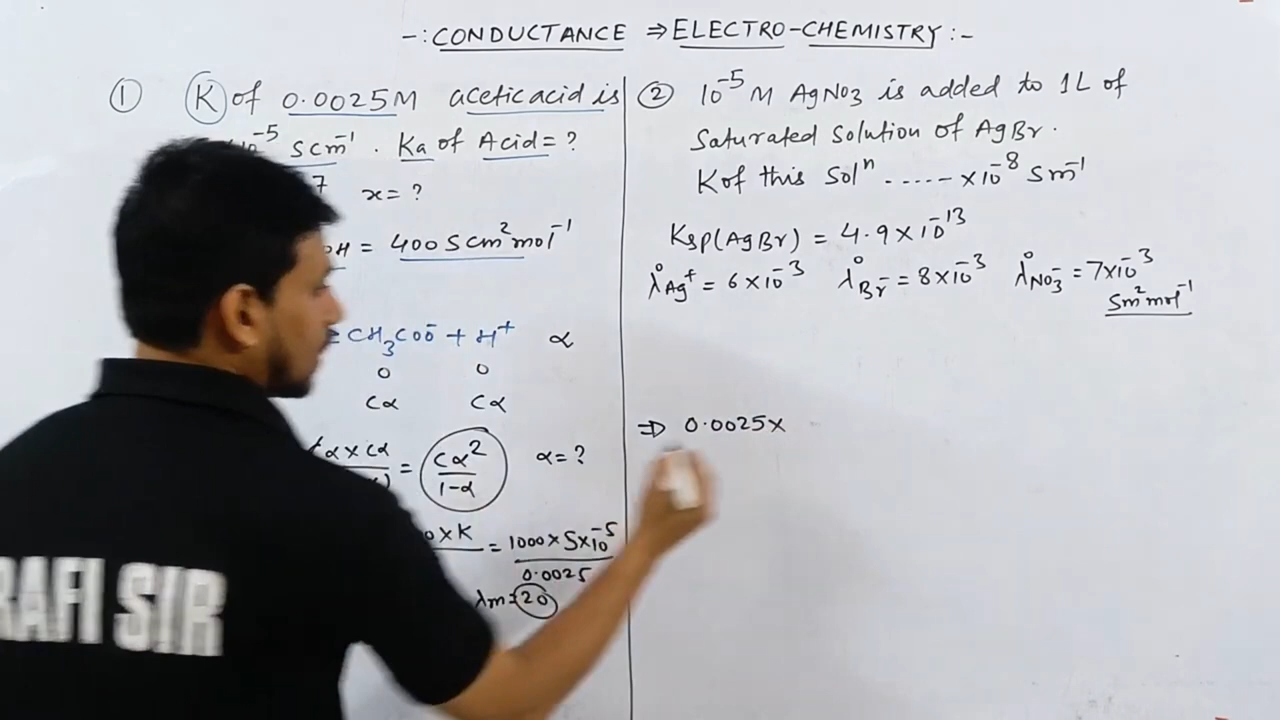 -: CONDUCTANCE ⇒ ELECTRO-CHEMISTRY :-
① K of 0.0025M acetic acid is
10⁻⁵ S cm⁻¹ . Ka of Acid = ?
7 x = ?
H = 400 S cm² mol⁻¹
CH₃COO⁻ + H⁺ α
0 0
Cα Cα
α × Cα = Cα² / 1-α α = ?
0 × K = 1000 × 5 × 10⁻⁵ / 0.0025
λm = 20
② 10⁻⁵ M AgNO₃ is added to 1L of
Saturated Solution of AgBr.
K of this Solⁿ ..... × 10⁻⁸ S m⁻¹
Ksp(AgBr) = 4.9 × 10⁻¹³
λ°Ag⁺ = 6 × 10⁻³ λ°Br⁻ = 8 × 10⁻³ λ°NO₃⁻ = 7 × 10⁻³
S m² mol⁻¹
⇒ 0.0025 ×
RAFI SIR